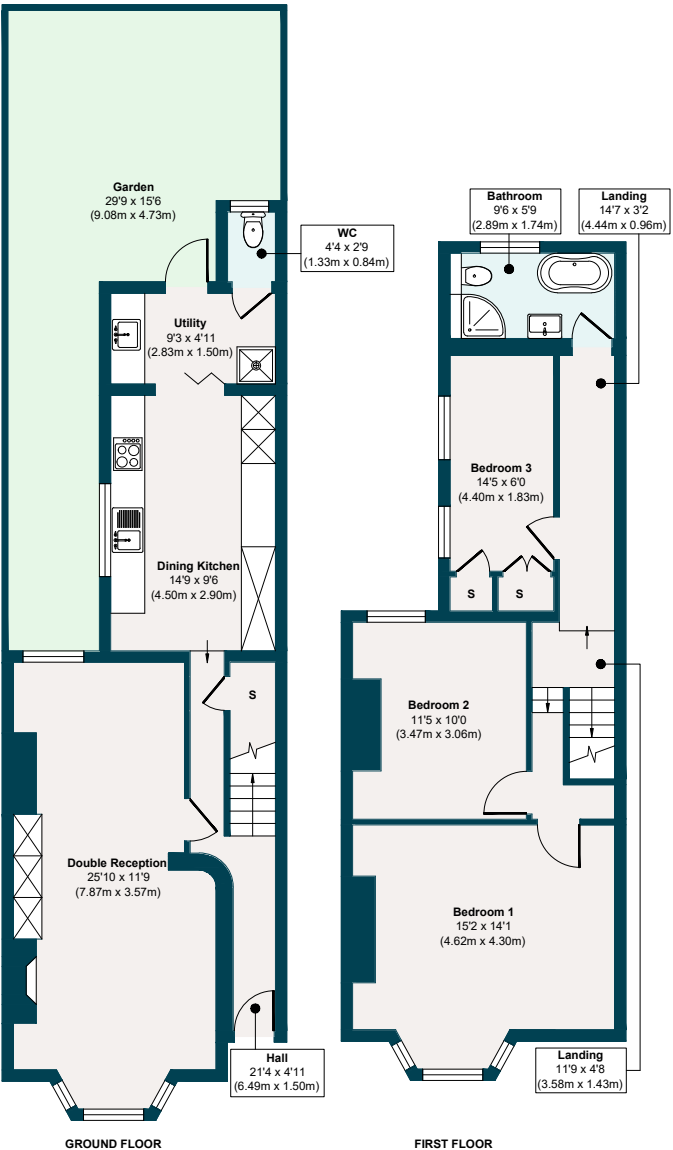 Garden
29'9 x 15'6
(9.08m x 4.73m)
WC
4'4 x 2'9
(1.33m x 0.84m)
Utility
9'3 x 4'11
(2.83m x 1.50m)
Dining Kitchen
14'9 x 9'6
(4.50m x 2.90m)
S
Double Reception
25'10 x 11'9
(7.87m x 3.57m)
Hall
21'4 x 4'11
(6.49m x 1.50m)
GROUND FLOOR
Bathroom
9'6 x 5'9
(2.89m x 1.74m)
Landing
14'7 x 3'2
(4.44m x 0.96m)
Bedroom 3
14'5 x 6'0
(4.40m x 1.83m)
S
S
Bedroom 2
11'5 x 10'0
(3.47m x 3.06m)
Bedroom 1
15'2 x 14'1
(4.62m x 4.30m)
Landing
11'9 x 4'8
(3.58m x 1.43m)
FIRST FLOOR